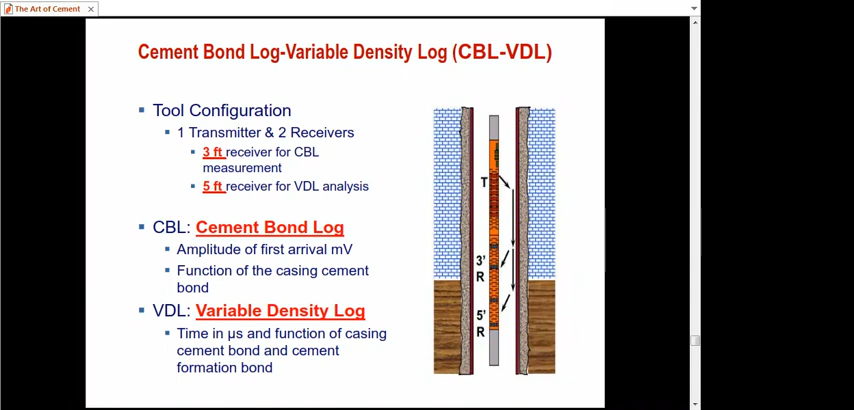 The Art of Cement
Cement Bond Log-Variable Density Log (CBL-VDL)
Tool Configuration
1 Transmitter & 2 Receivers
3 ft receiver for CBL
measurement
5 ft receiver for VDL analysis
CBL: Cement Bond Log
Amplitude of first arrival mV
Function of the casing cement
bond
VDL: Variable Density Log
Time in µs and function of casing
cement bond and cement
formation bond
T
3'
R
5'
R